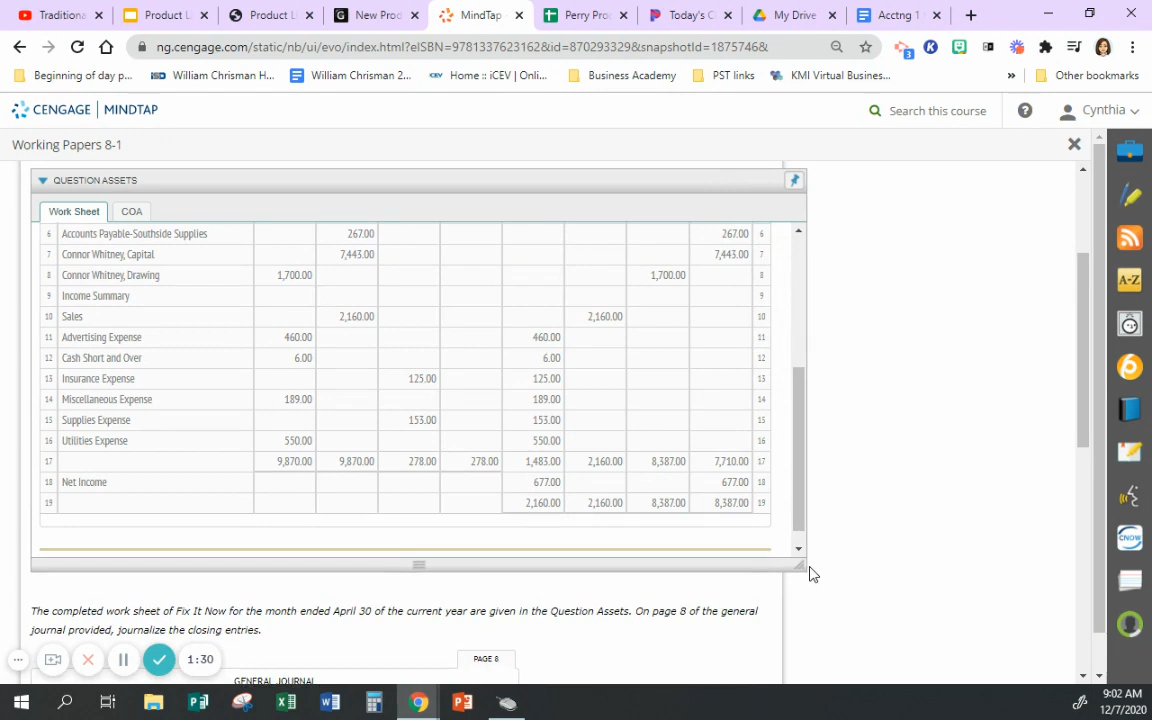 Traditiona
Product L
Product L
New Prod
MindTap
Perry Pro
Today's C
My Drive
Acctng 1
ng.cengage.com/static/nb/ui/evo/index.html?eISBN=9781337623162&id=870293329&snapshotId=1875746&
Beginning of day p...
William Chrisman H...
William Chrisman 2...
Home :: iCEV | Onli...
Business Academy
PST links
KMI Virtual Busine...
Other bookmarks
CENGAGE | MINDTAP
Search this course
Cynthia
Working Papers 8-1
QUESTION ASSETS
Work Sheet COA
6 Accounts Payable-Southside Supplies 267.00 267.00 6
7 Connor Whitney, Capital 7,443.00 7,443.00 7
8 Connor Whitney, Drawing 1,700.00 1,700.00 8
9 Income Summary 9
10 Sales 2,160.00 2,160.00 10
11 Advertising Expense 460.00 460.00 11
12 Cash Short and Over 6.00 6.00 12
13 Insurance Expense 125.00 125.00 13
14 Miscellaneous Expense 189.00 189.00 14
15 Supplies Expense 153.00 153.00 15
16 Utilities Expense 550.00 550.00 16
17 9,870.00 9,870.00 278.00 278.00 1,483.00 2,160.00 8,387.00 7,710.00 17
18 Net Income 677.00 677.00 18
19 2,160.00 2,160.00 8,387.00 8,387.00 19
The completed work sheet of Fix It Now for the month ended April 30 of the current year are given in the Question Assets. On page 8 of the general
journal provided, journalize the closing entries.
PAGE 8
GENERAL JOURNAL
1:30
A-Z
CNOW
9:02 AM
12/7/2020